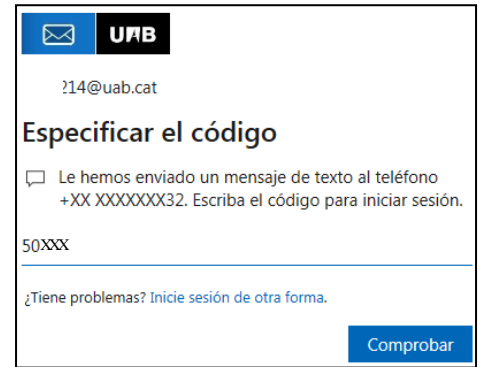 UAB
214@uab.cat
Especificar el código
Le hemos enviado un mensaje de texto al teléfono
+XX XXXXXXX32. Escriba el código para iniciar sesión.
50XXX
¿Tiene problemas? Inicie sesión de otra forma.
Comprobar